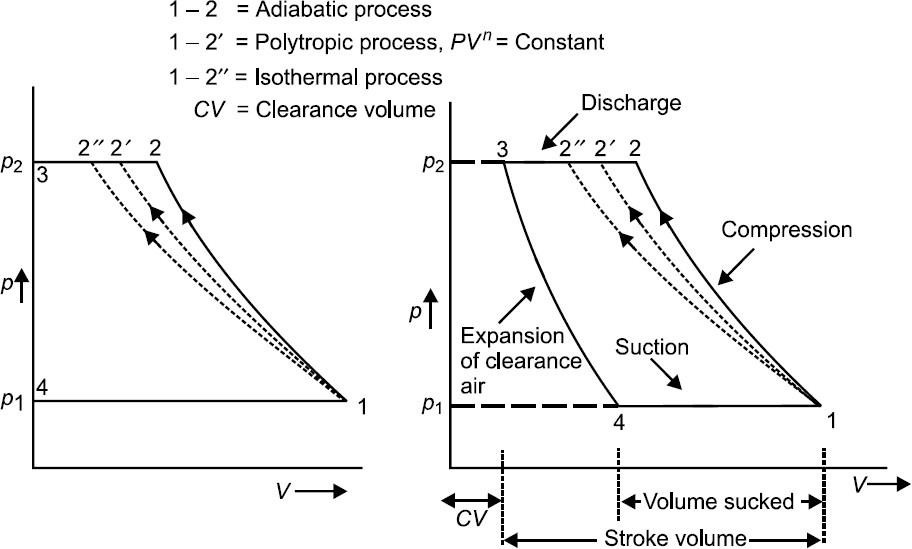 1 – 2 = Adiabatic process
1 – 2′ = Polytropic process, PVⁿ = Constant
1 – 2″ = Isothermal process
CV = Clearance volume
p2
3
2″ 2′ 2
p
p1
4
1
V
Discharge
p2
3
2″ 2′ 2
Compression
p
Expansion
of clearance
air
Suction
p1
4
1
V
CV
Volume sucked
Stroke volume